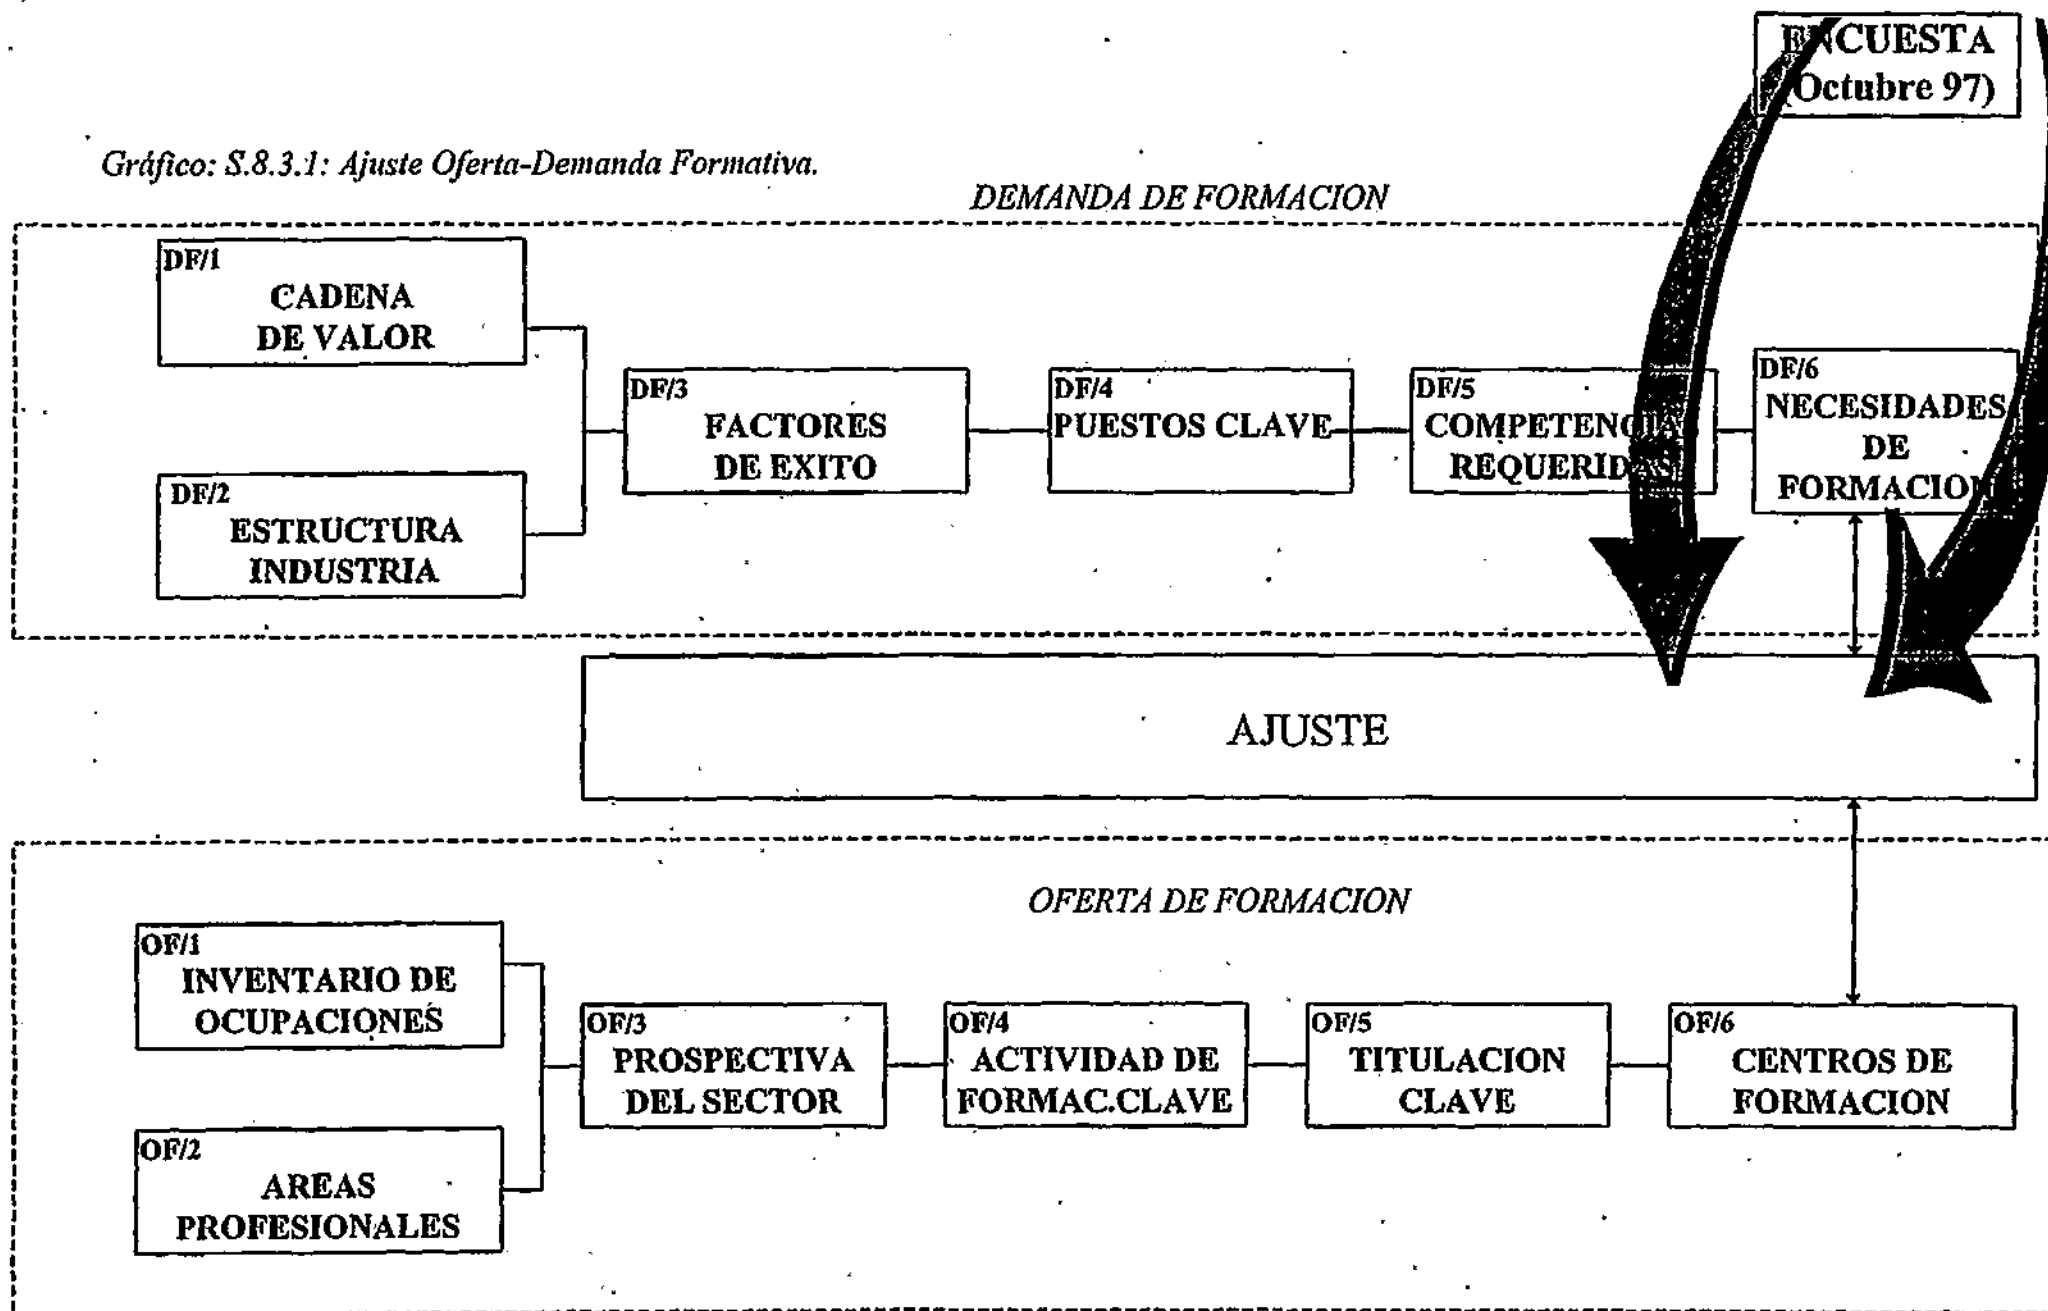 ENCUESTA
(Octubre 97)
Gráfico: S.8.3.1: Ajuste Oferta-Demanda Formativa.
DEMANDA DE FORMACION
DF/1
CADENA
DE VALOR
DF/2
ESTRUCTURA
INDUSTRIA
DF/3
FACTORES
DE EXITO
DF/4
PUESTOS CLAVE
DF/5
COMPETENCIAS
REQUERIDAS
DF/6
NECESIDADES
DE
FORMACION
AJUSTE
OFERTA DE FORMACION
OF/1
INVENTARIO DE
OCUPACIONES
OF/2
AREAS
PROFESIONALES
OF/3
PROSPECTIVA
DEL SECTOR
OF/4
ACTIVIDAD DE
FORMAC.CLAVE
OF/5
TITULACION
CLAVE
OF/6
CENTROS DE
FORMACION